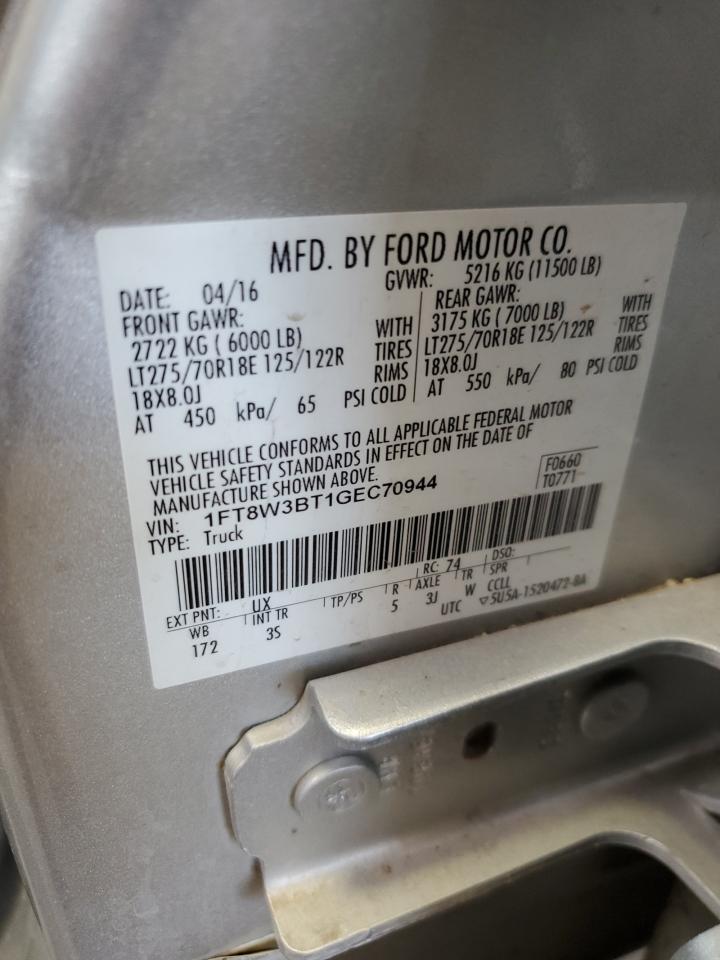 MFD. BY FORD MOTOR CO.
DATE: 04/16 GVWR: 5216 KG (11500 LB)
FRONT GAWR: REAR GAWR:
2722 KG ( 6000 LB) WITH 3175 KG ( 7000 LB) WITH
LT275/70R18E 125/122R TIRES LT275/70R18E 125/122R TIRES
18X8.0J RIMS 18X8.0J RIMS
AT 450 kPa/ 65 PSI COLD AT 550 kPa/ 80 PSI COLD
THIS VEHICLE CONFORMS TO ALL APPLICABLE FEDERAL MOTOR
VEHICLE SAFETY STANDARDS IN EFFECT ON THE DATE OF
MANUFACTURE SHOWN ABOVE.
F0660
VIN: 1FT8W3BT1GEC70944 T0771
TYPE: Truck
EXT PNT: UX RC: 74 DSO:
WB INT TR TP/PS R AXLE TR SPR
172 3S 5 3J W CCLL
UTC ▽5U5A-1520472-BA